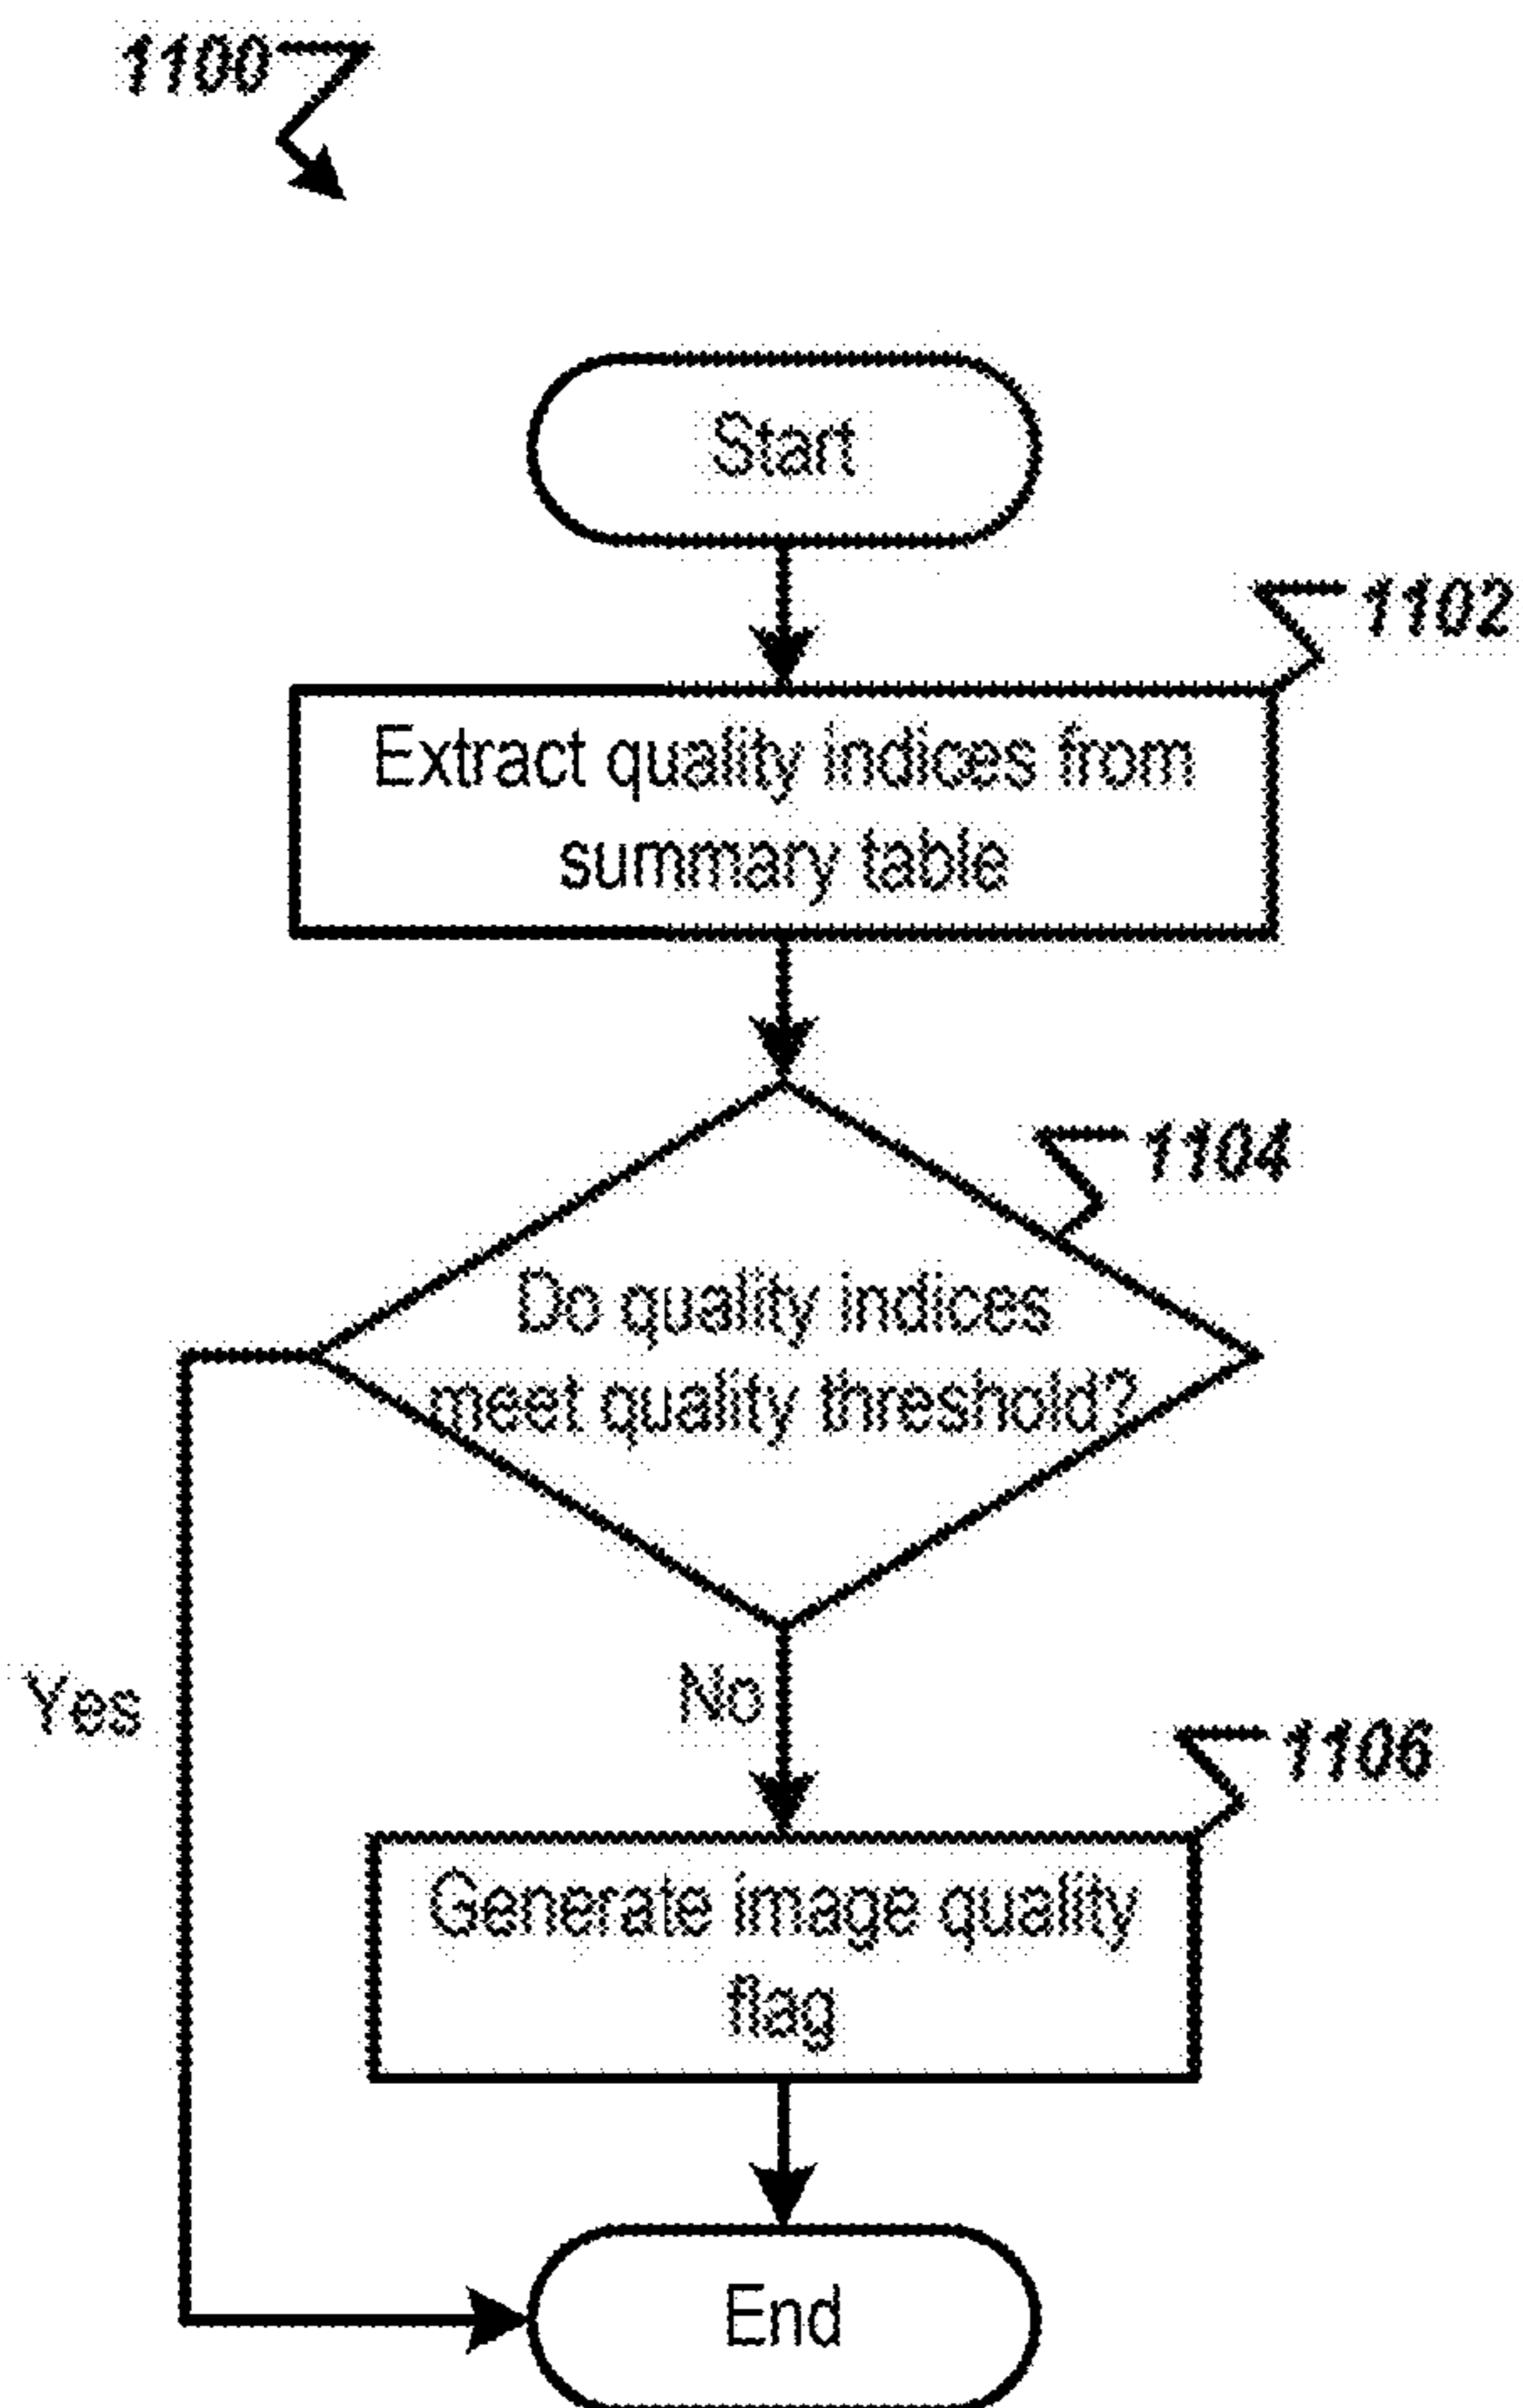 1100
Start
1102
Extract quality indices from
summary table
1104
Do quality indices
meet quality threshold?
Yes
No
1106
Generate image quality
flag
End